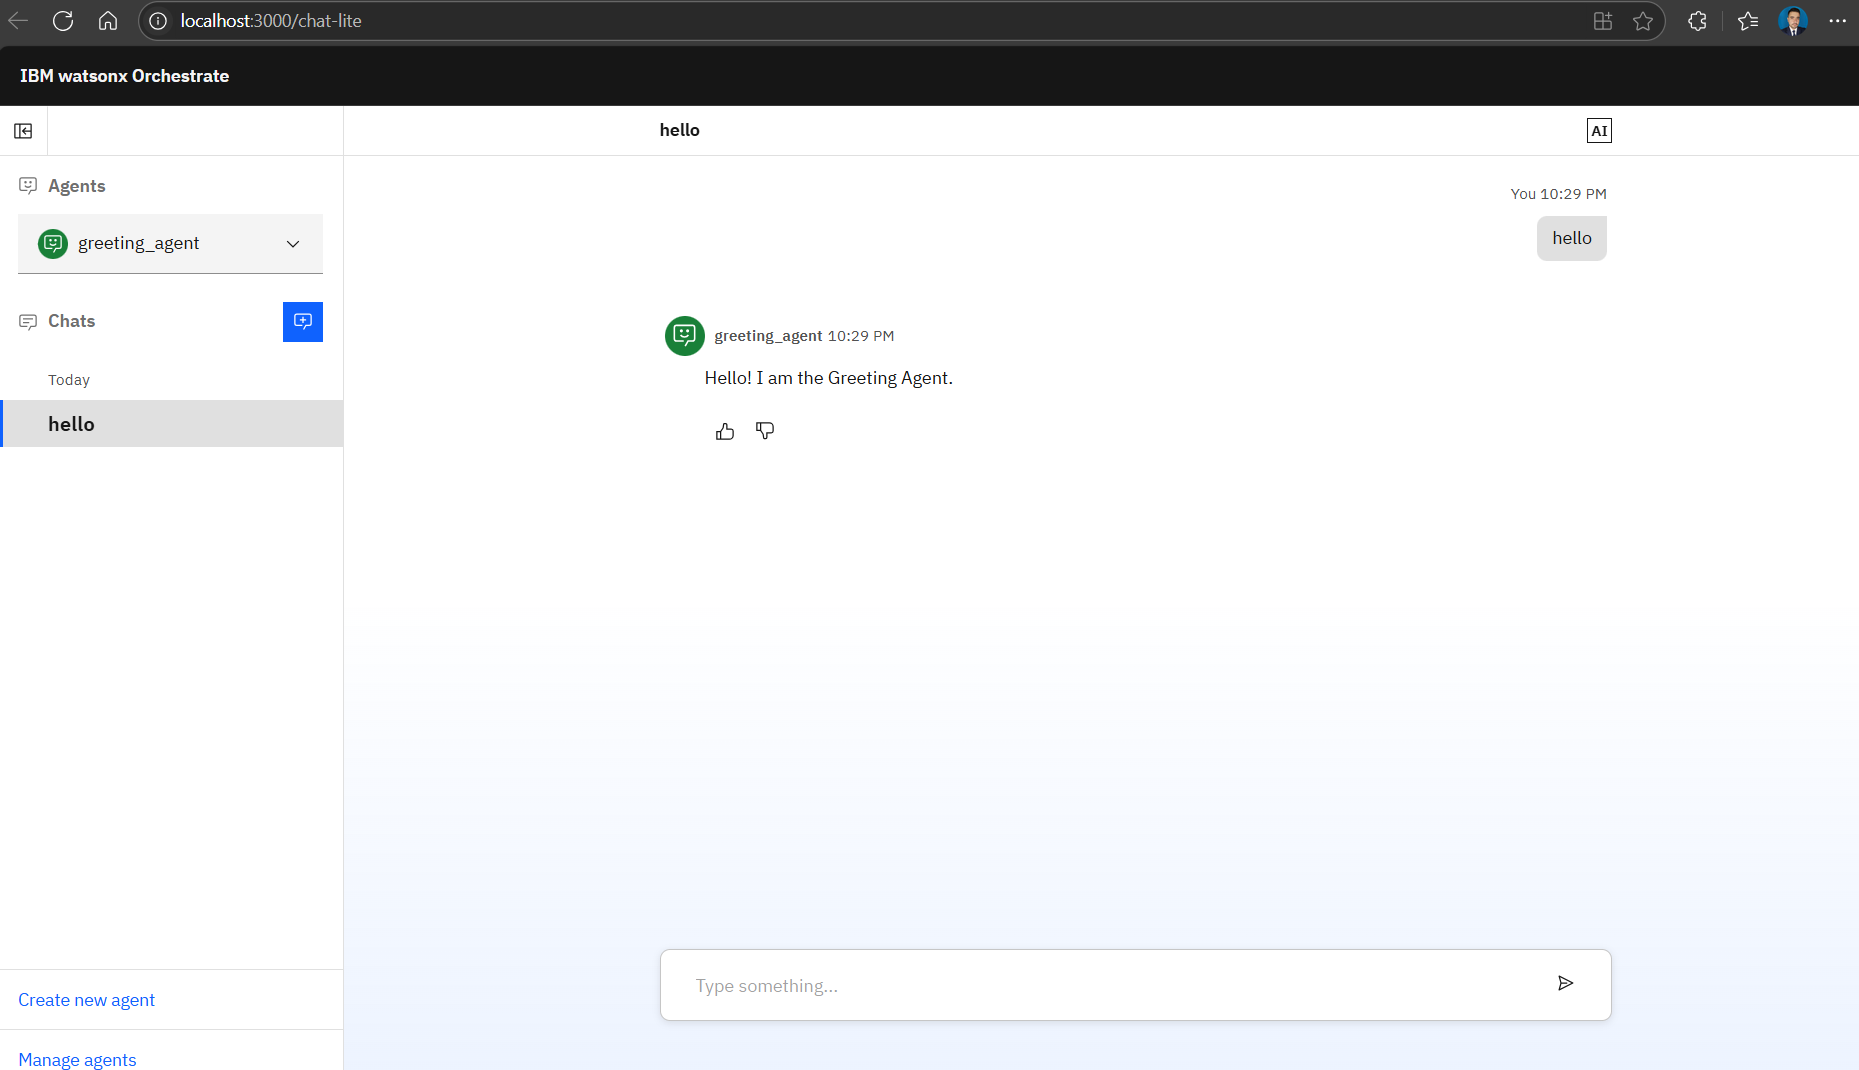 localhost:3000/chat-lite
IBM watsonx Orchestrate
hello
AI
Agents
greeting_agent
Chats
Today
hello
Create new agent
Manage agents
You 10:29 PM
hello
greeting_agent 10:29 PM
Hello! I am the Greeting Agent.
Type something...